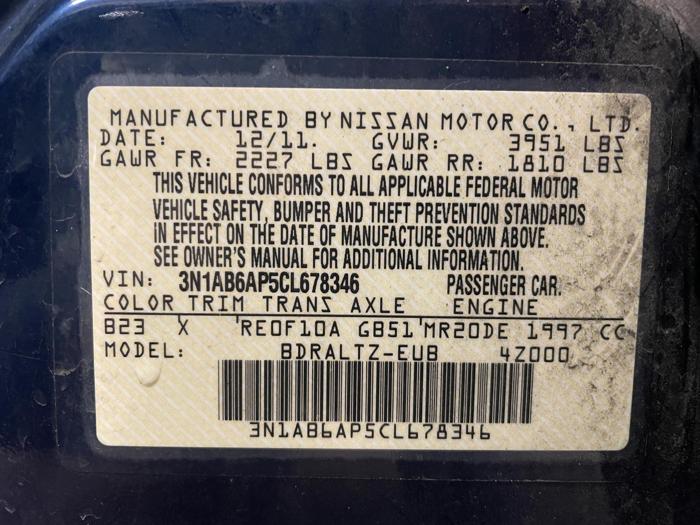 MANUFACTURED BY NISSAN MOTOR CO., LTD.
DATE: 12/11. GVWR: 3951 LBS
GAWR FR: 2227 LBS GAWR RR: 1810 LBS
THIS VEHICLE CONFORMS TO ALL APPLICABLE FEDERAL MOTOR
VEHICLE SAFETY, BUMPER AND THEFT PREVENTION STANDARDS
IN EFFECT ON THE DATE OF MANUFACTURE SHOWN ABOVE.
SEE OWNER'S MANUAL FOR ADDITIONAL INFORMATION.
VIN: 3N1AB6AP5CL678346 PASSENGER CAR.
COLOR TRIM TRANS AXLE ENGINE
B23 X 'RE0F10A GB51'MR20DE 1997 CC
MODEL: BDRALTZ-EUB 4Z000
3N1AB6AP5CL678346